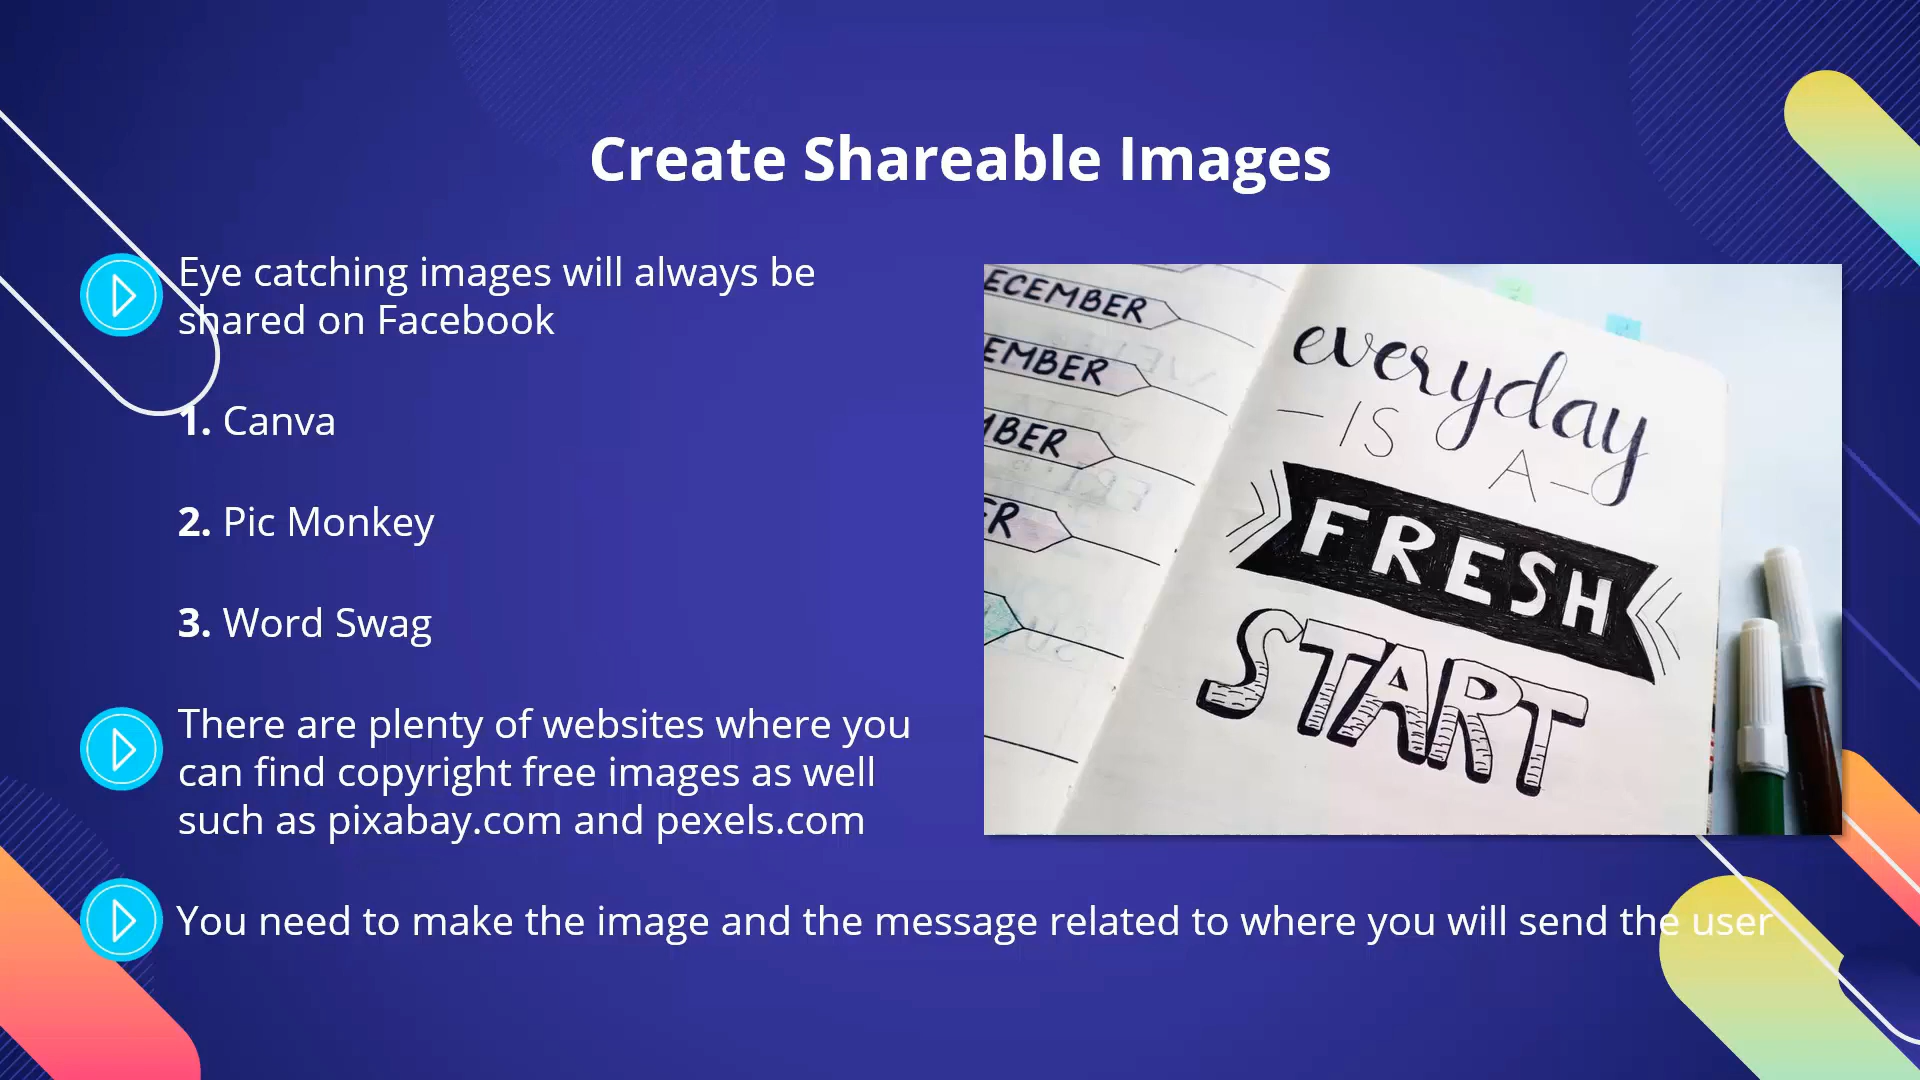 Create Shareable Images
Eye catching images will always be
shared on Facebook
1. Canva
2. Pic Monkey
3. Word Swag
There are plenty of websites where you
can find copyright free images as well
such as pixabay.com and pexels.com
You need to make the image and the message related to where you will send the user
ECEMBER
EMBER
MBER
ER
everyday
IS A
FRESH
START